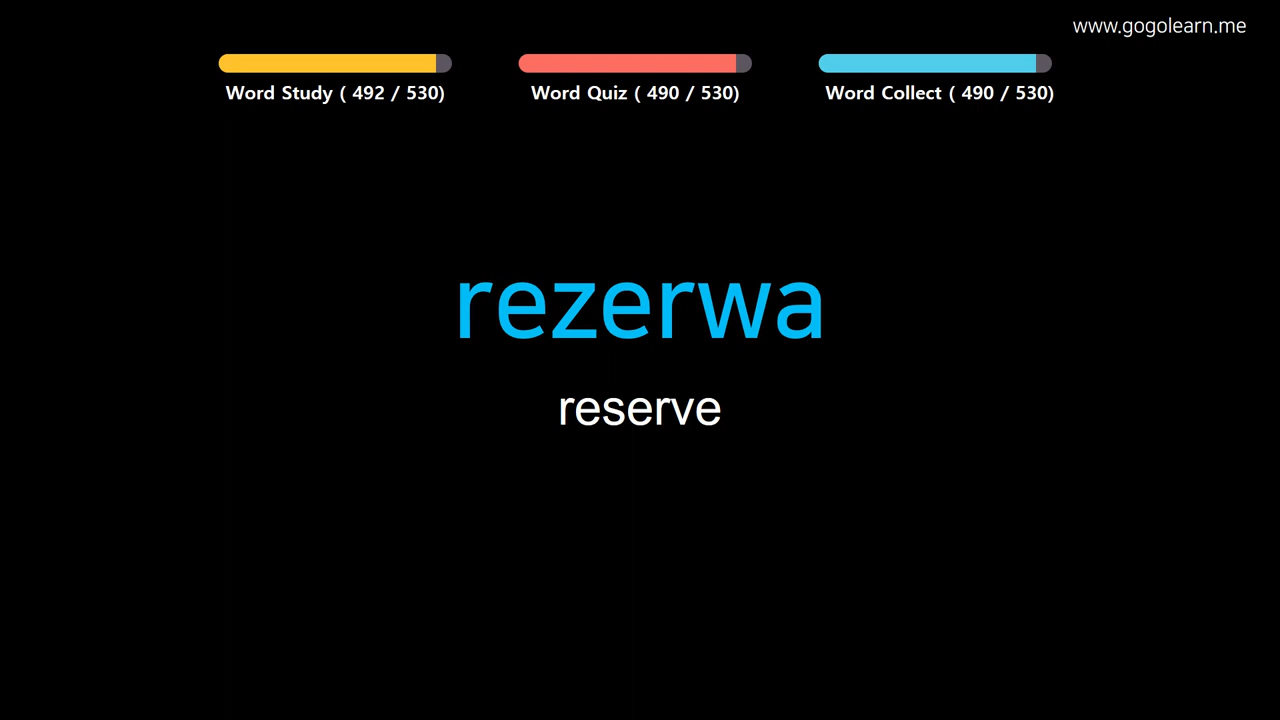 www.gogolearn.me
Word Study ( 492 / 530)
Word Quiz ( 490 / 530)
Word Collect ( 490 / 530)
rezerwa
reserve